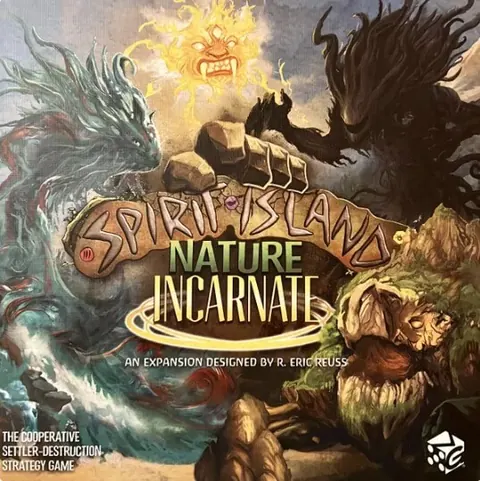 SPIRIT ISLAND
NATURE
INCARNATE
AN EXPANSION DESIGNED BY R. ERIC REUSS
THE COOPERATIVE
SETTLER-DESTRUCTION
STRATEGY GAME